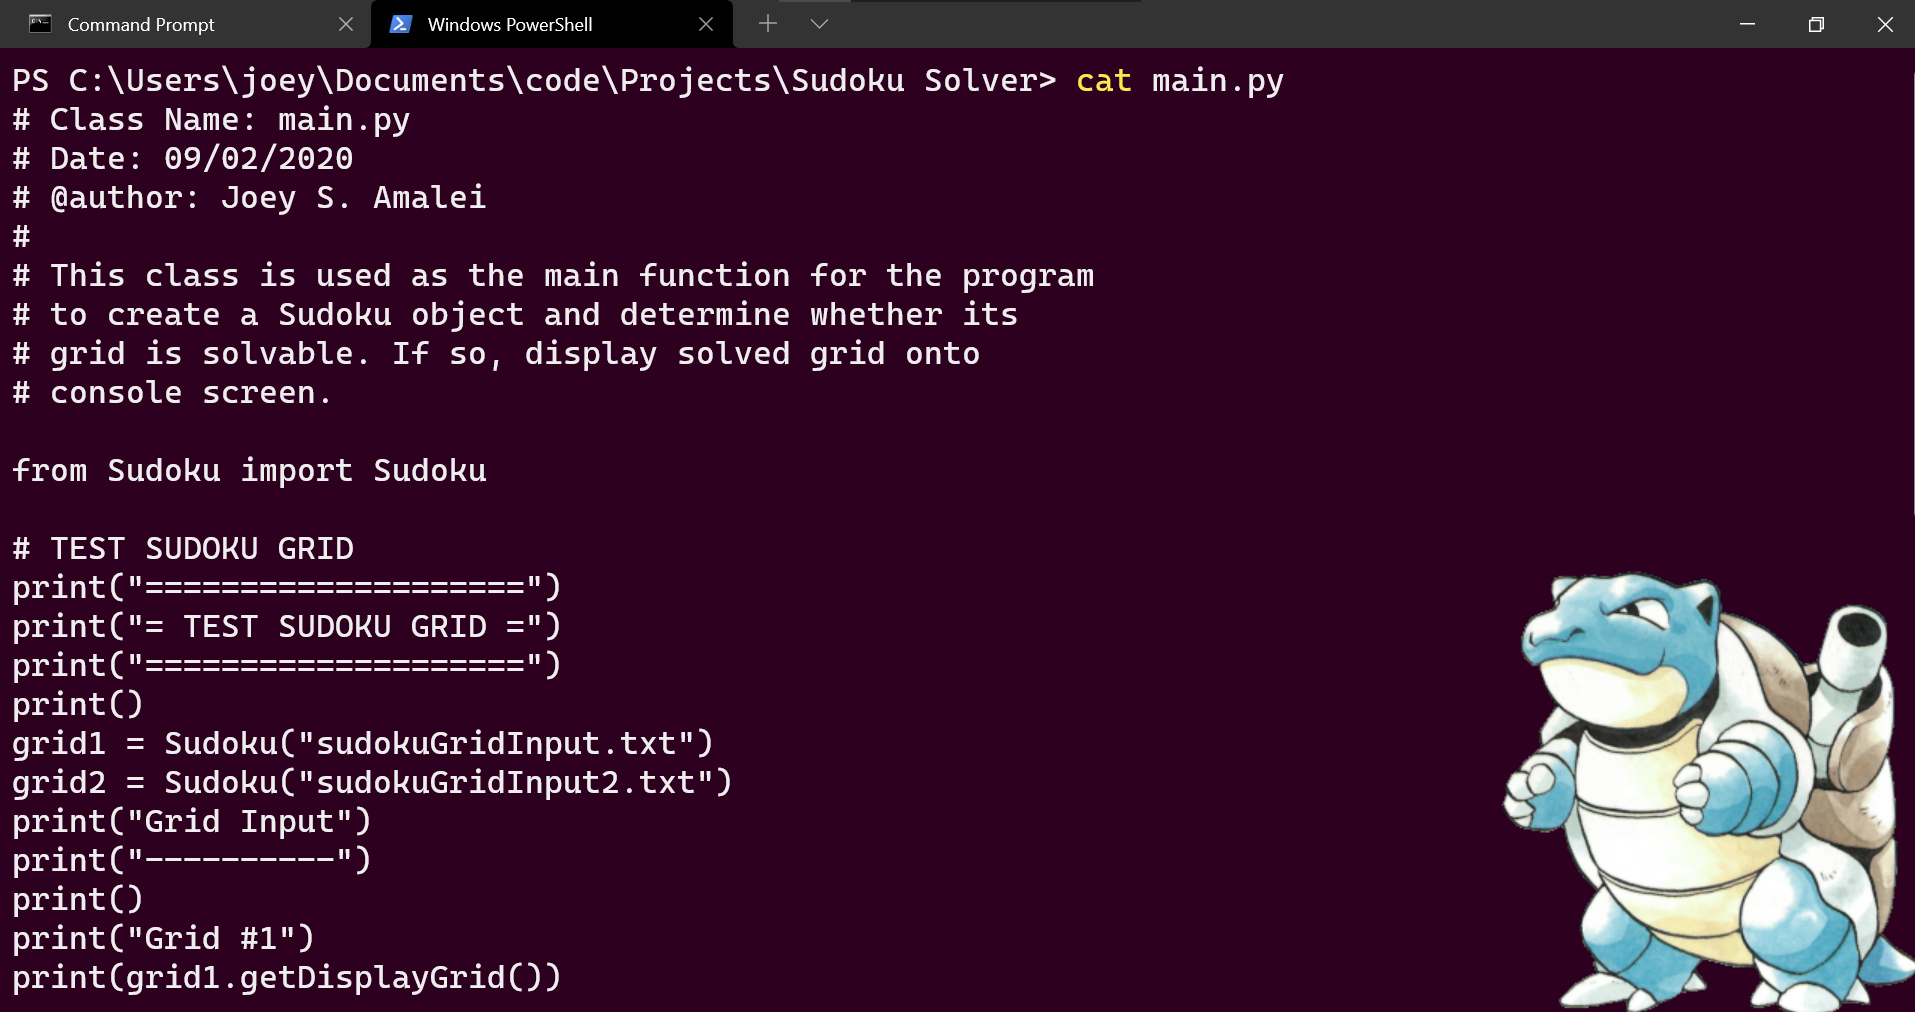 Command Prompt
Windows PowerShell
PS C:\Users\joey\Documents\code\Projects\Sudoku Solver> cat main.py
# Class Name: main.py
# Date: 09/02/2020
# @author: Joey S. Amalei
#
# This class is used as the main function for the program
# to create a Sudoku object and determine whether its
# grid is solvable. If so, display solved grid onto
# console screen.
from Sudoku import Sudoku
# TEST SUDOKU GRID
print("====================")
print("= TEST SUDOKU GRID =")
print("====================")
print()
grid1 = Sudoku("sudokuGridInput.txt")
grid2 = Sudoku("sudokuGridInput2.txt")
print("Grid Input")
print("----------")
print()
print("Grid #1")
print(grid1.getDisplayGrid())